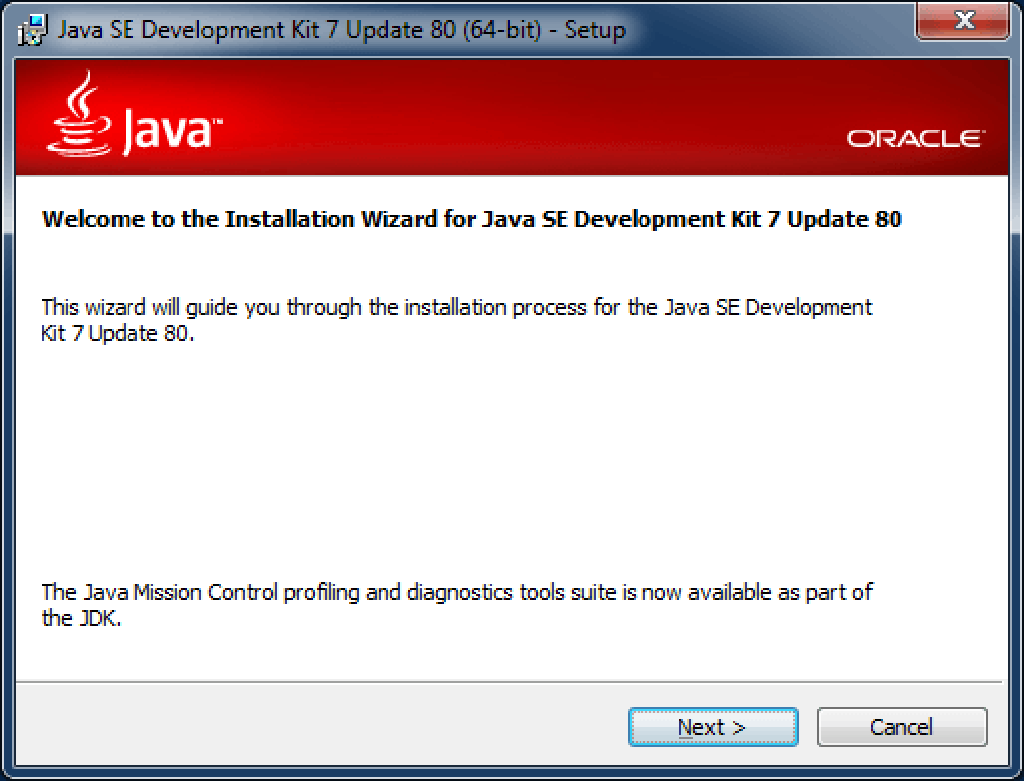 Java SE Development Kit 7 Update 80 (64-bit) - Setup
X
Java™
ORACLE
Welcome to the Installation Wizard for Java SE Development Kit 7 Update 80
This wizard will guide you through the installation process for the Java SE Development
Kit 7 Update 80.
The Java Mission Control profiling and diagnostics tools suite is now available as part of
the JDK.
Next > Cancel